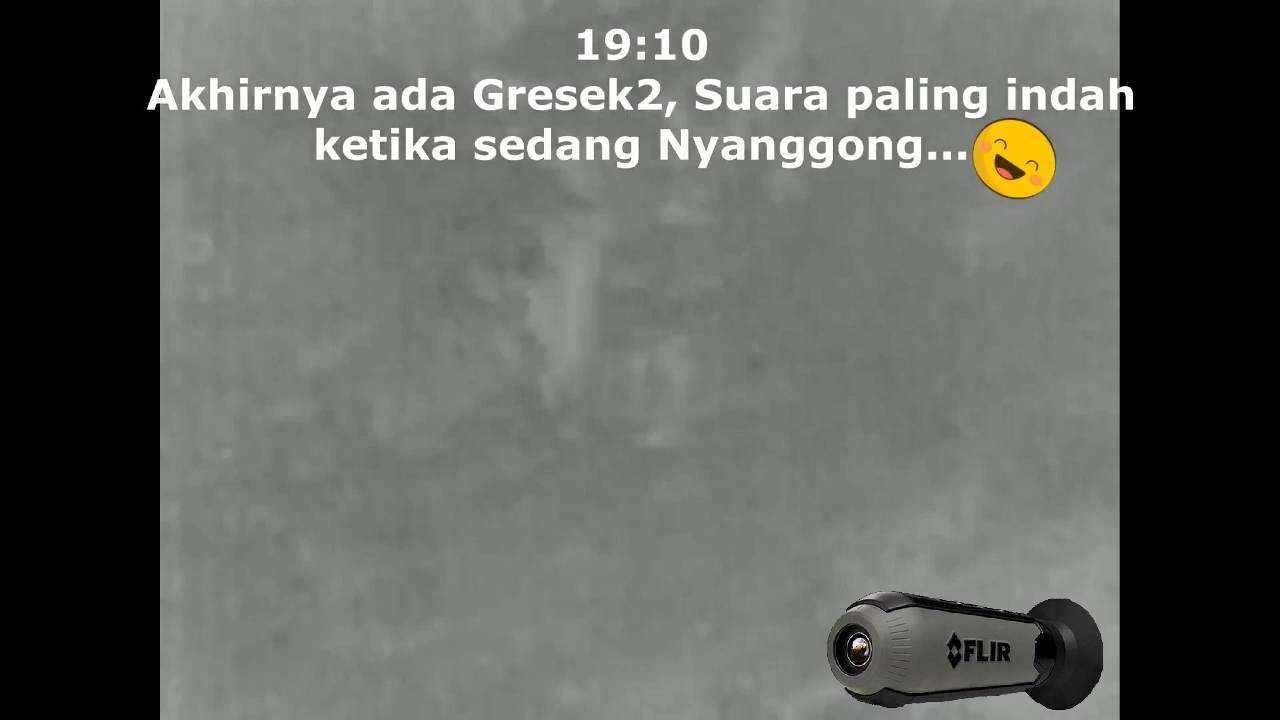 19:10
Akhirnya ada Gresek2, Suara paling indah
ketika sedang Nyanggong...
FLIR